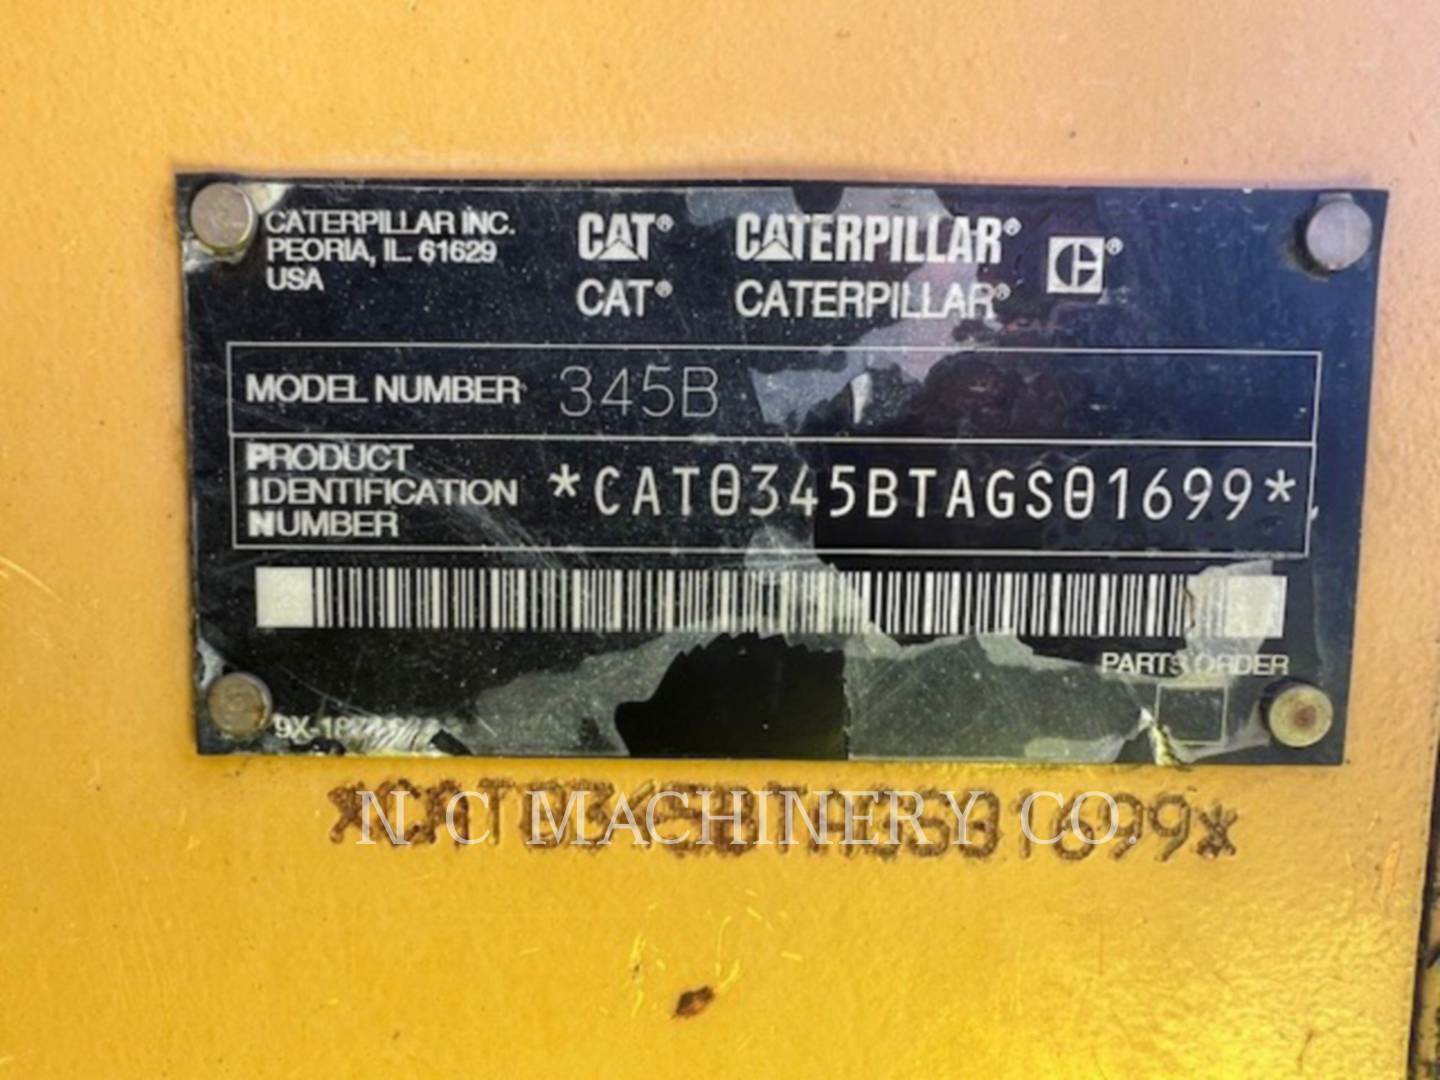 CATERPILLAR INC.
PEORIA, IL. 61629
USA
CAT® CATERPILLAR® C®
CAT® CATERPILLAR®
MODEL NUMBER 345B
PRODUCT
IDENTIFICATION
NUMBER
*CAT0345BTAGS01699*
PARTS ORDER
*CAT0345BTAGS01699*
N C MACHINERY CO.